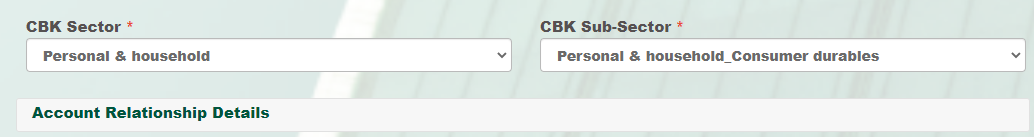 CBK Sector *
CBK Sub-Sector *
Personal & household
Personal & household_Consumer durables
Account Relationship Details